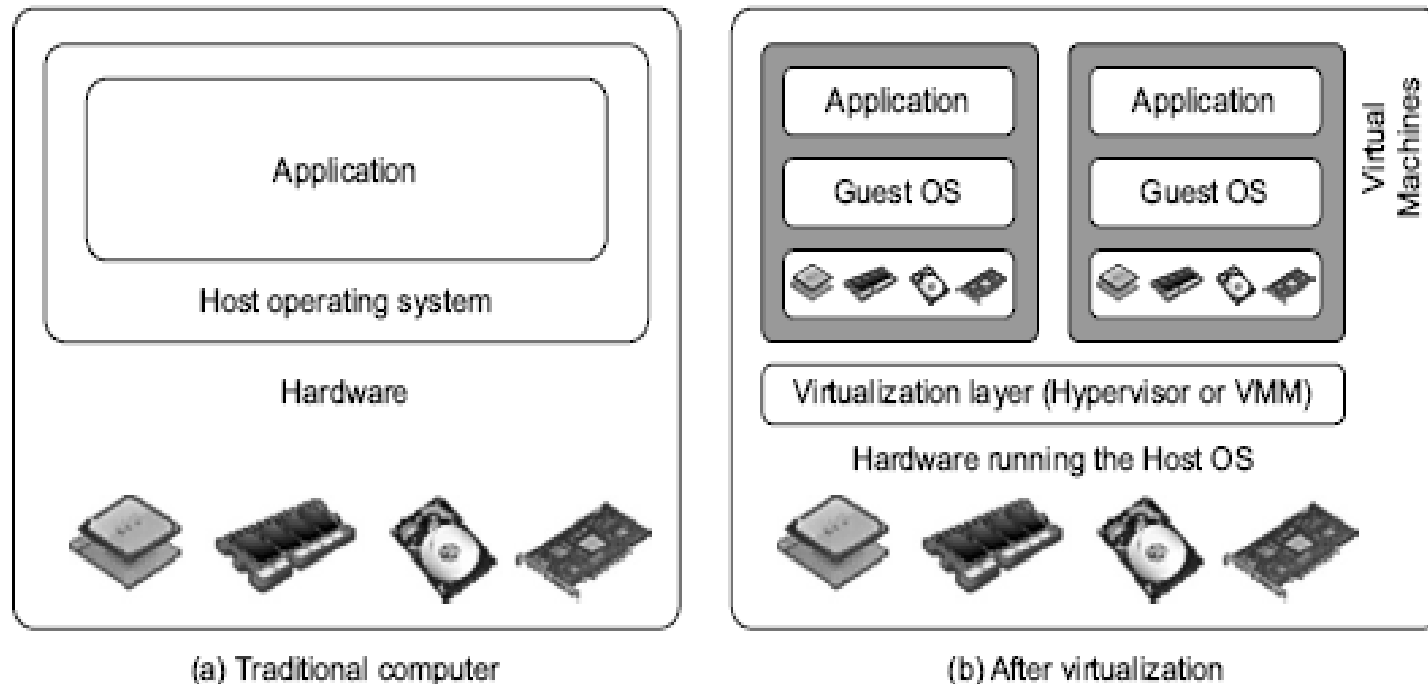 Application
Host operating system
Hardware
(a) Traditional computer
Application
Guest OS
Application
Guest OS
Virtual
Machines
Virtualization layer (Hypervisor or VMM)
Hardware running the Host OS
(b) After virtualization